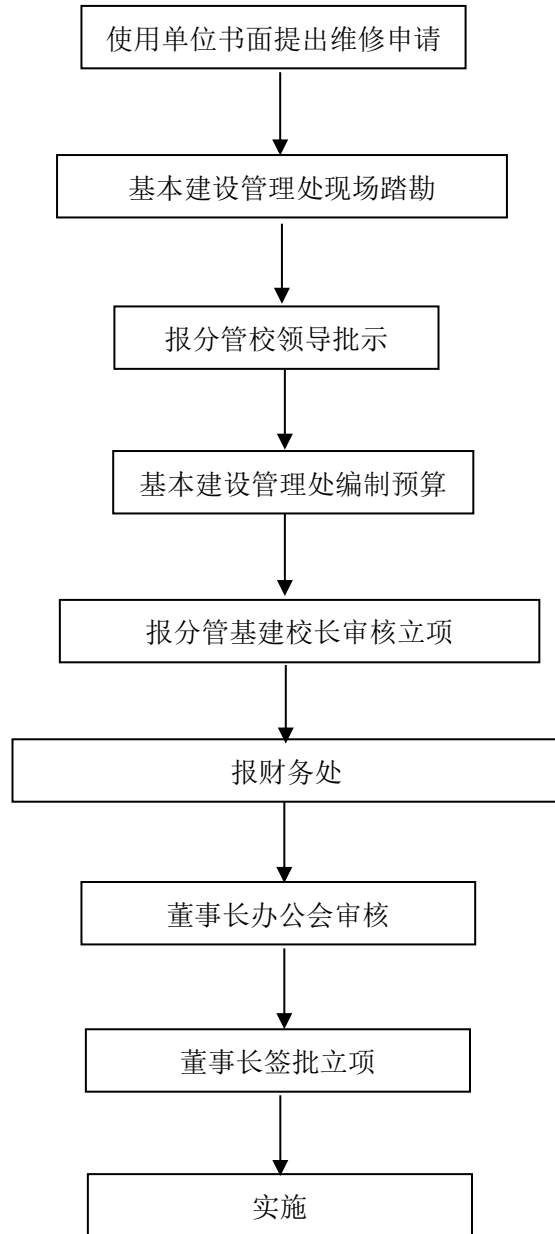 使用单位书面提出维修申请
基本建设管理处现场踏勘
报分管校领导批示
基本建设管理处编制预算
报分管基建校长审核立项
报财务处
董事长办公会审核
董事长签批立项
实施